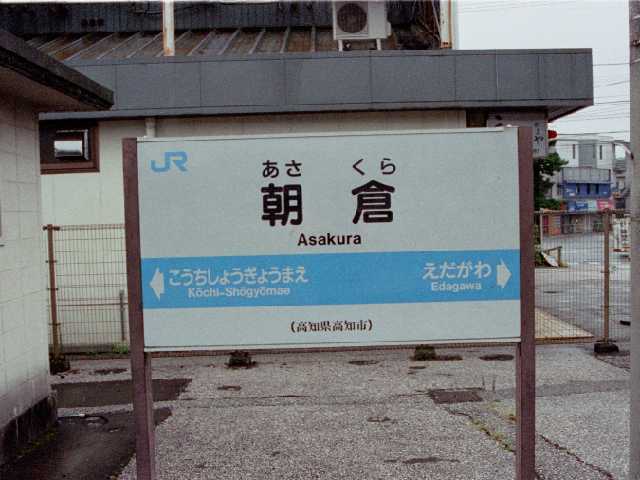 JR
あさ くら
朝 倉
Asakura
こうちしょうぎょうまえ
Kōchi-Shōgyōmae
えだがわ
Edagawa
(高知県高知市)